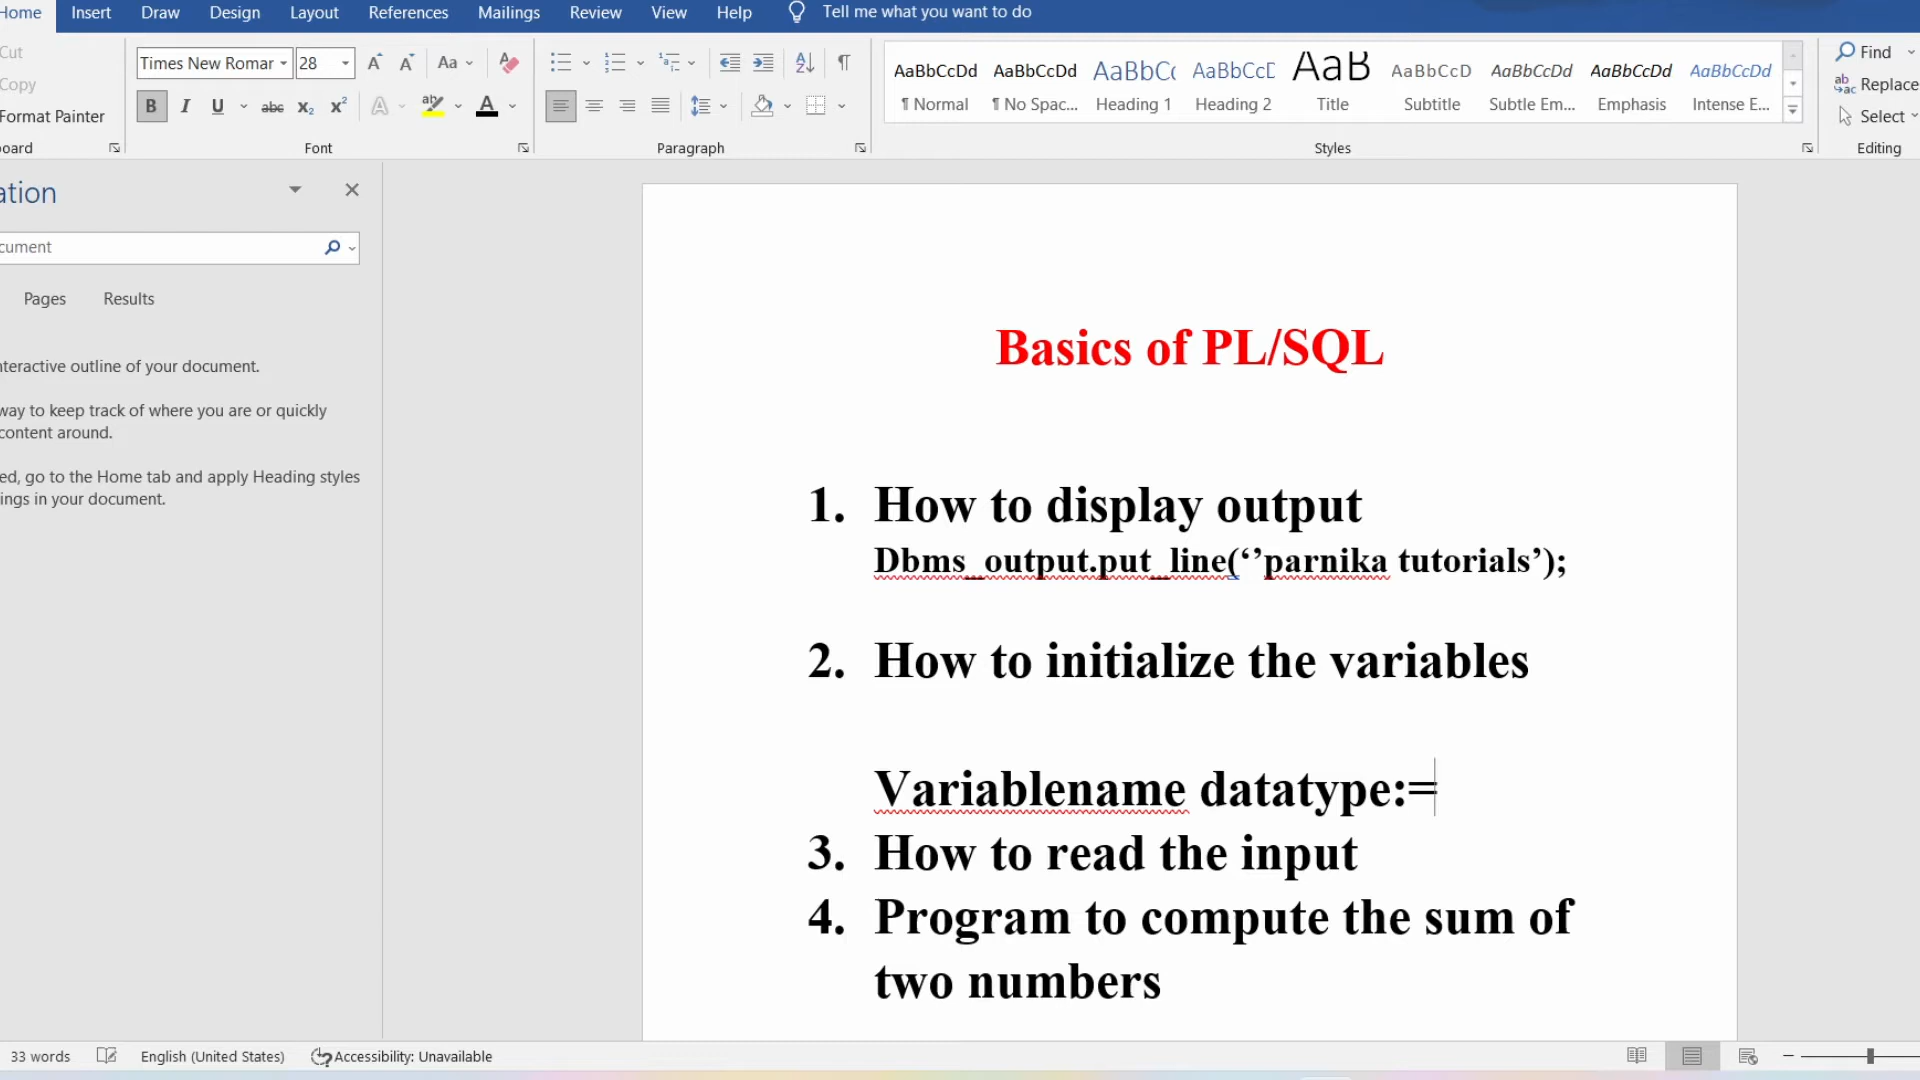 Home Insert Draw Design Layout References Mailings Review View Help Tell me what you want to do
Cut
Copy
Format Painter
Times New Romar 28
Aa
B I U abc x₂ x² A A
AaBbCcDd AaBbCcDd AaBbCc AaBbCcD AaB AaBbCcD AaBbCcDd AaBbCcDd AaBbCcDd
¶ Normal ¶ No Spac... Heading 1 Heading 2 Title Subtitle Subtle Em... Emphasis Intense E...
Find
Replace
Select
oard Font Paragraph Styles Editing
ation
cument
Pages Results
nteractive outline of your document.
way to keep track of where you are or quickly
content around.
ed, go to the Home tab and apply Heading styles
ings in your document.
Basics of PL/SQL
1. How to display output
Dbms_output.put_line(‘’parnika tutorials’);
2. How to initialize the variables
Variablename datatype:=
3. How to read the input
4. Program to compute the sum of
two numbers
33 words English (United States) Accessibility: Unavailable